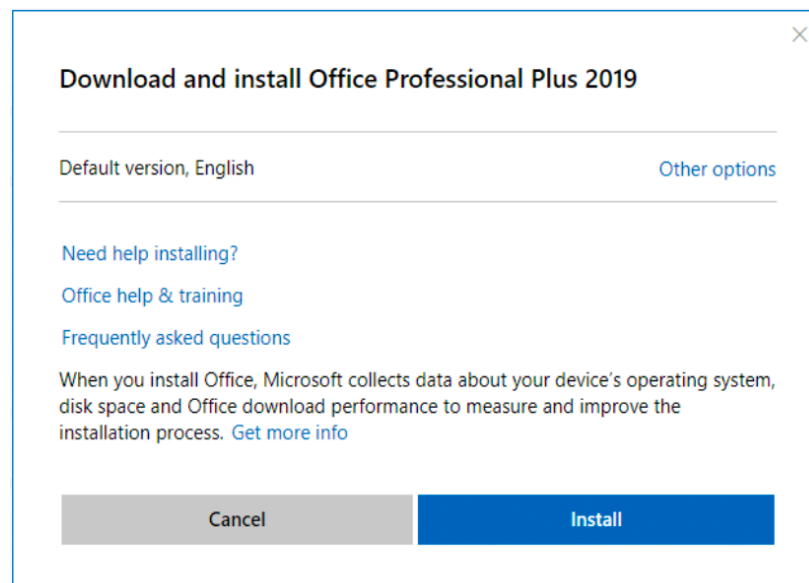 Download and install Office Professional Plus 2019
Default version, English
Other options
Need help installing?
Office help & training
Frequently asked questions
When you install Office, Microsoft collects data about your device’s operating system,
disk space and Office download performance to measure and improve the
installation process. Get more info
Cancel
Install